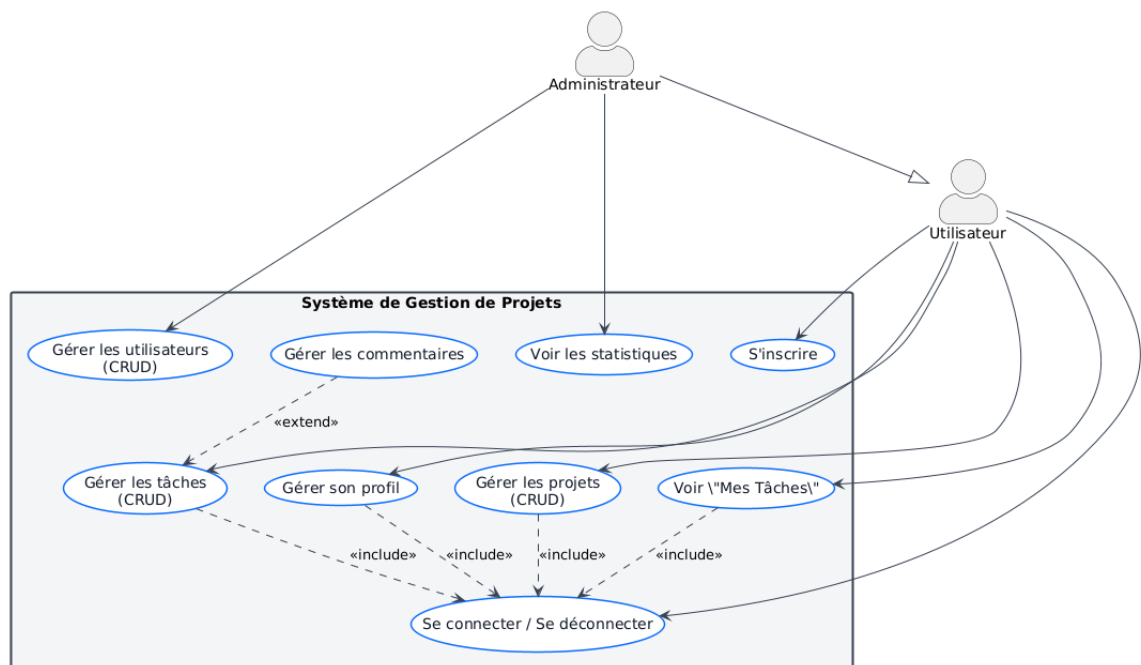 Administrateur
Utilisateur
Système de Gestion de Projets
Gérer les utilisateurs
(CRUD)
Gérer les commentaires
Voir les statistiques
S'inscrire
«extend»
Gérer les tâches
(CRUD)
Gérer son profil
Gérer les projets
(CRUD)
Voir \"Mes Tâches\"
«include»
«include»
«include»
«include»
Se connecter / Se déconnecter